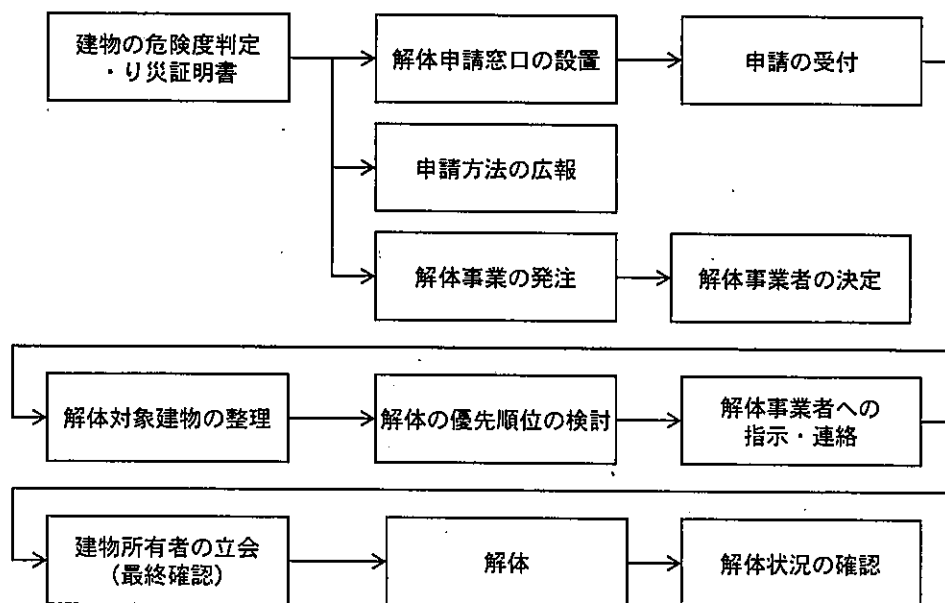 建物の危険度判定
・り災証明書
解体申請窓口の設置
申請の受付
申請方法の広報
解体事業の発注
解体事業者の決定
解体対象建物の整理
解体の優先順位の検討
解体事業者への
指示・連絡
建物所有者の立会
（最終確認）
解体
解体状況の確認